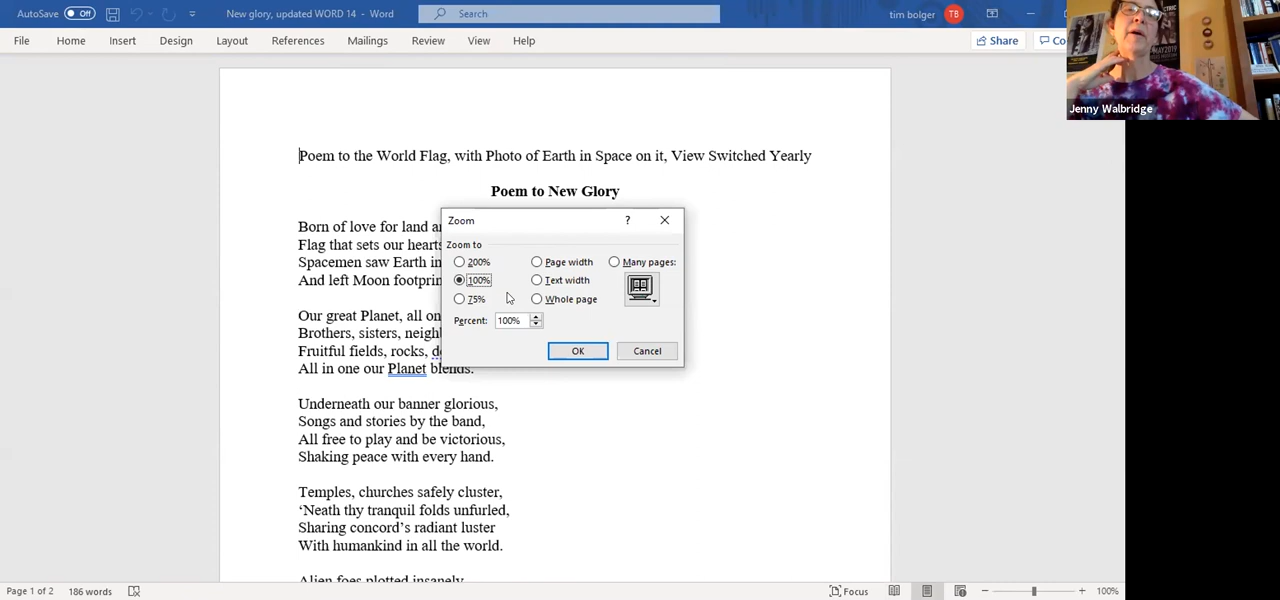 AutoSave Off New glory, updated WORD 14 - Word Search tim bolger TB
File Home Insert Design Layout References Mailings Review View Help Share Co
Jenny Walbridge
Poem to the World Flag, with Photo of Earth in Space on it, View Switched Yearly
Poem to New Glory
Born of love for land a
Flag that sets our hearts
Spacemen saw Earth in
And left Moon footprin
Our great Planet, all on
Brothers, sisters, neigh
Fruitful fields, rocks, d
All in one our Planet blends.
Zoom ?
Zoom to
200% Page width Many pages:
100% Text width
75% Whole page
Percent: 100%
OK Cancel
Underneath our banner glorious,
Songs and stories by the band,
All free to play and be victorious,
Shaking peace with every hand.
Temples, churches safely cluster,
‘Neath thy tranquil folds unfurled,
Sharing concord’s radiant luster
With humankind in all the world.
Alien foes plotted insanely
Page 1 of 2 186 words Focus 100%